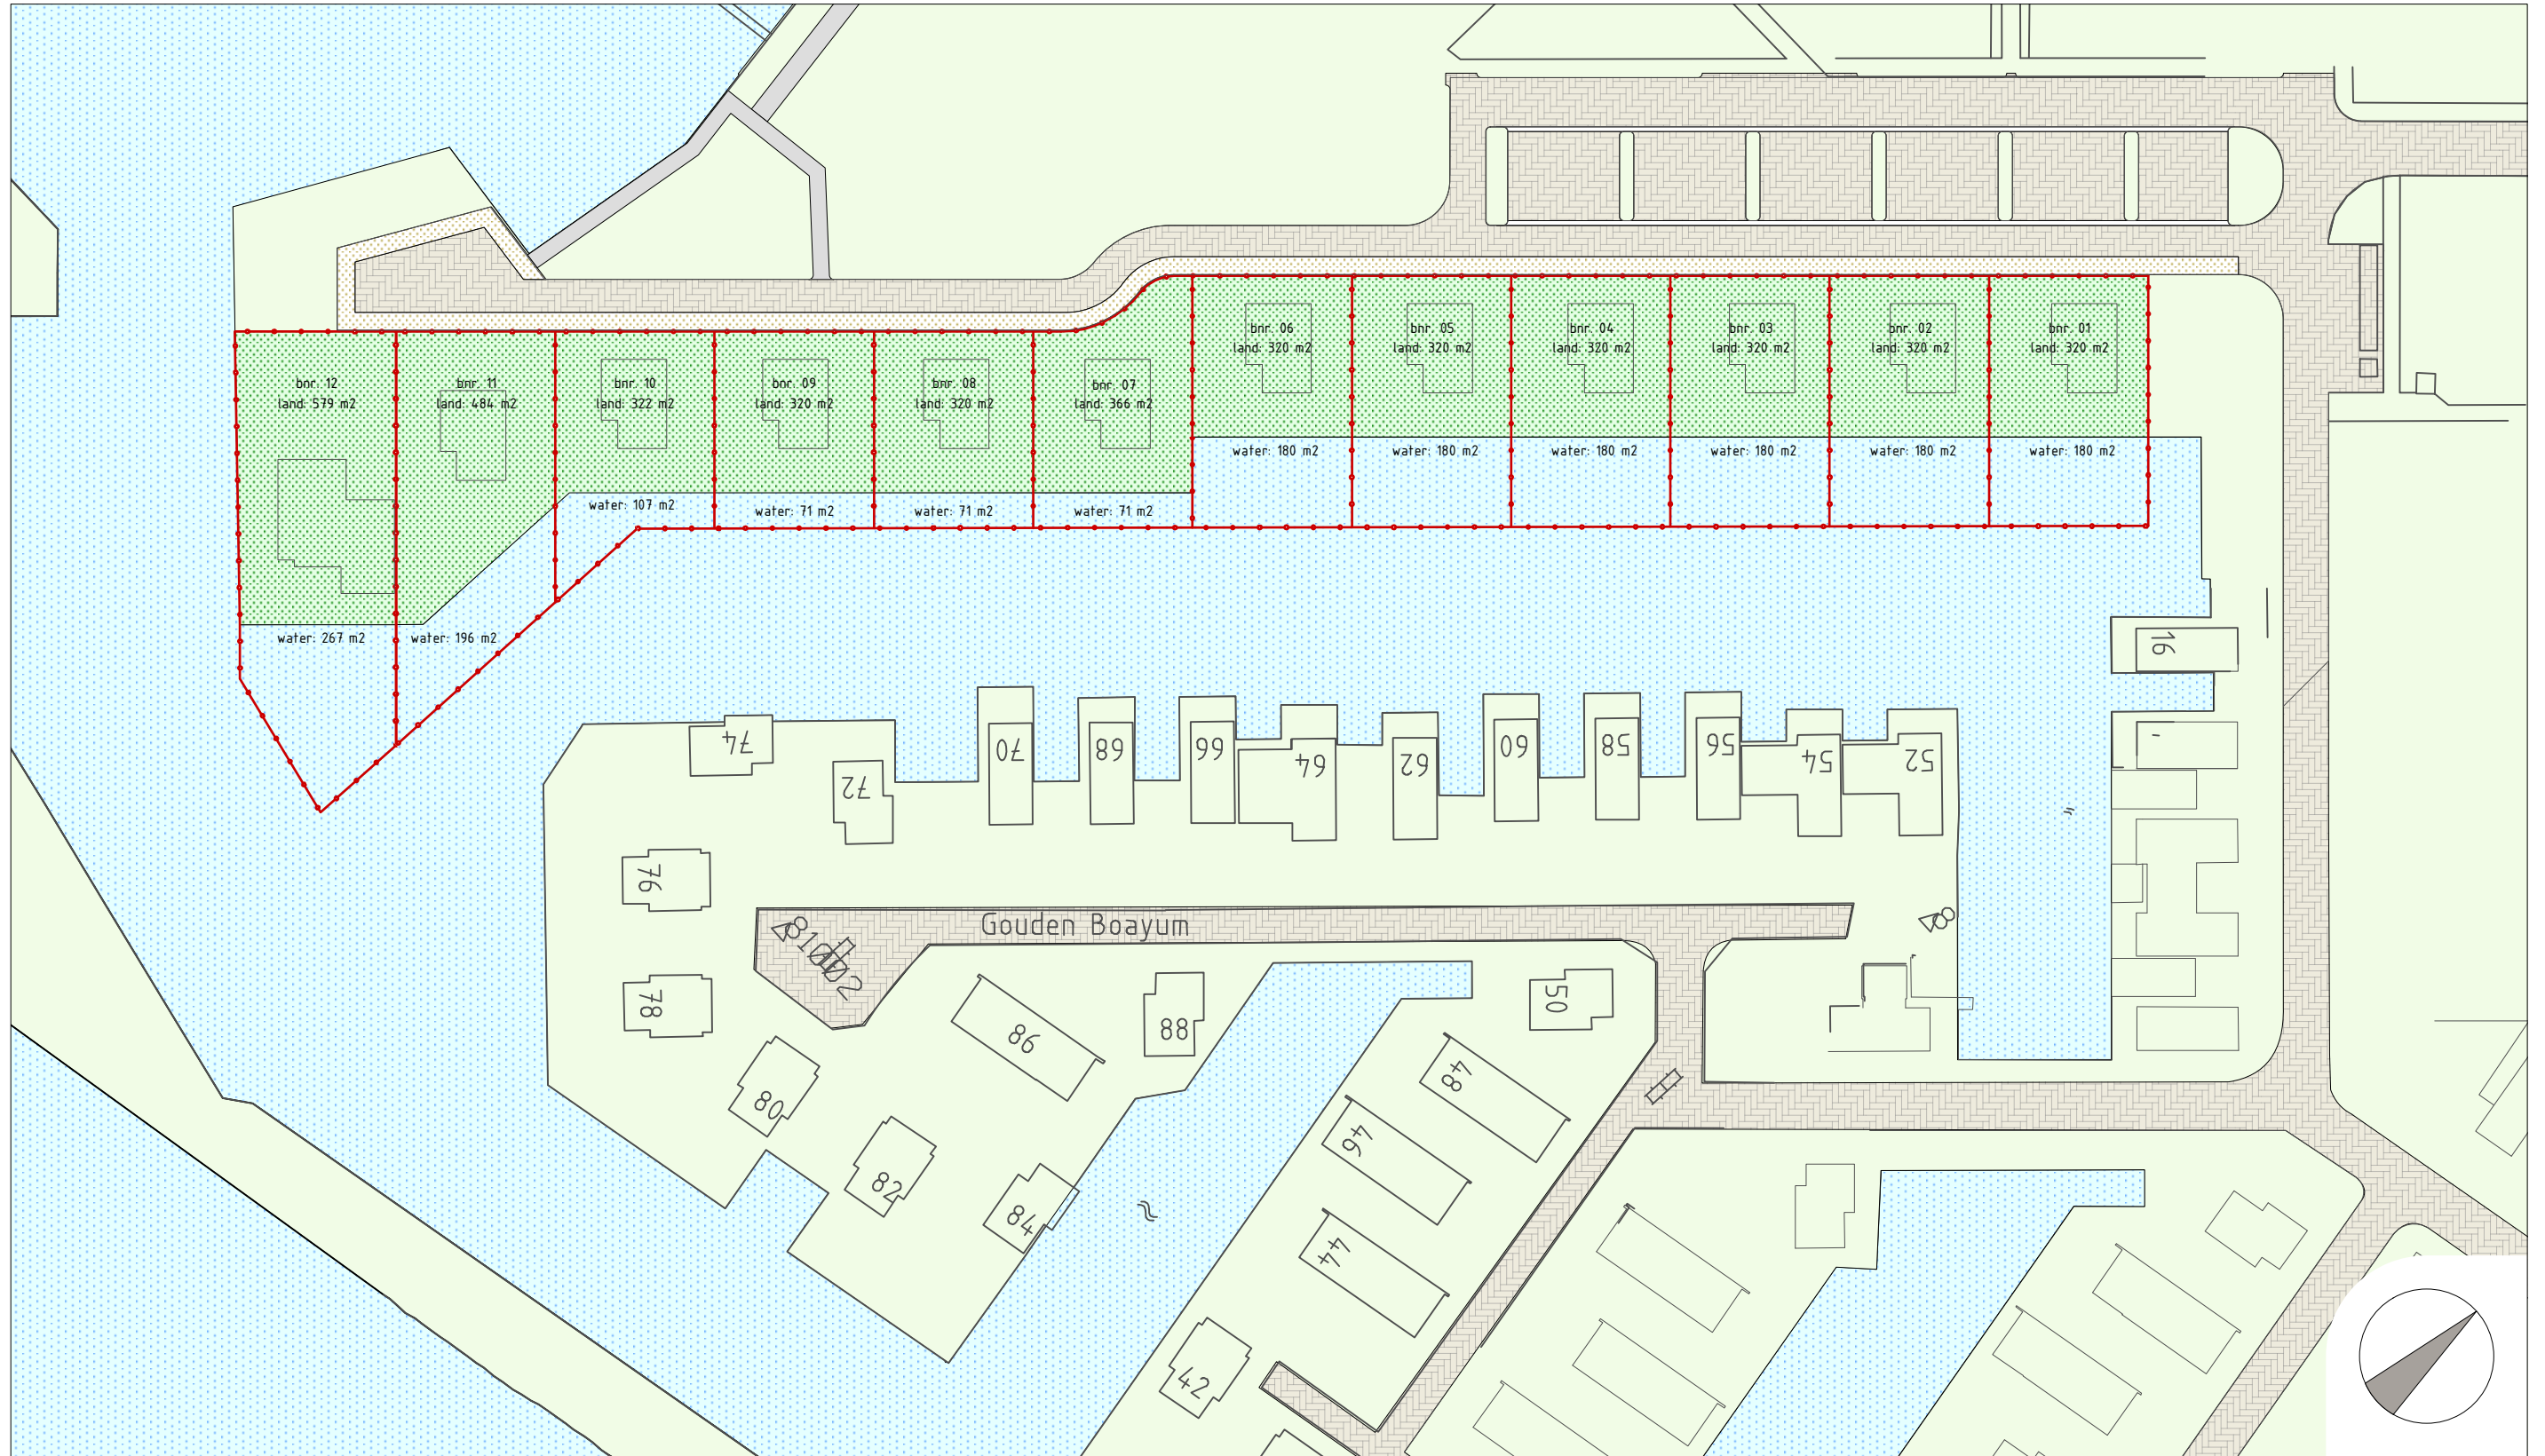 bnr. 06
land: 320 m2
bnr. 05
land: 320 m2
bnr. 04
land: 320 m2
bnr. 03
land: 320 m2
bnr. 02
land: 320 m2
bnr. 01
land: 320 m2
bnr. 12
land: 579 m2
bnr. 11
land: 484 m2
bnr. 10
land: 322 m2
bnr. 09
land: 320 m2
bnr. 08
land: 320 m2
bnr. 07
land: 366 m2
water: 180 m2
water: 180 m2
water: 180 m2
water: 180 m2
water: 180 m2
water: 180 m2
water: 107 m2
water: 71 m2
water: 71 m2
water: 71 m2
water: 267 m2
water: 196 m2
16
74
72
70
68
66
64
62
60
58
56
54
52
76
Gouden Boayum
8
78
86
88
50
80
48
46
82
84
44
42